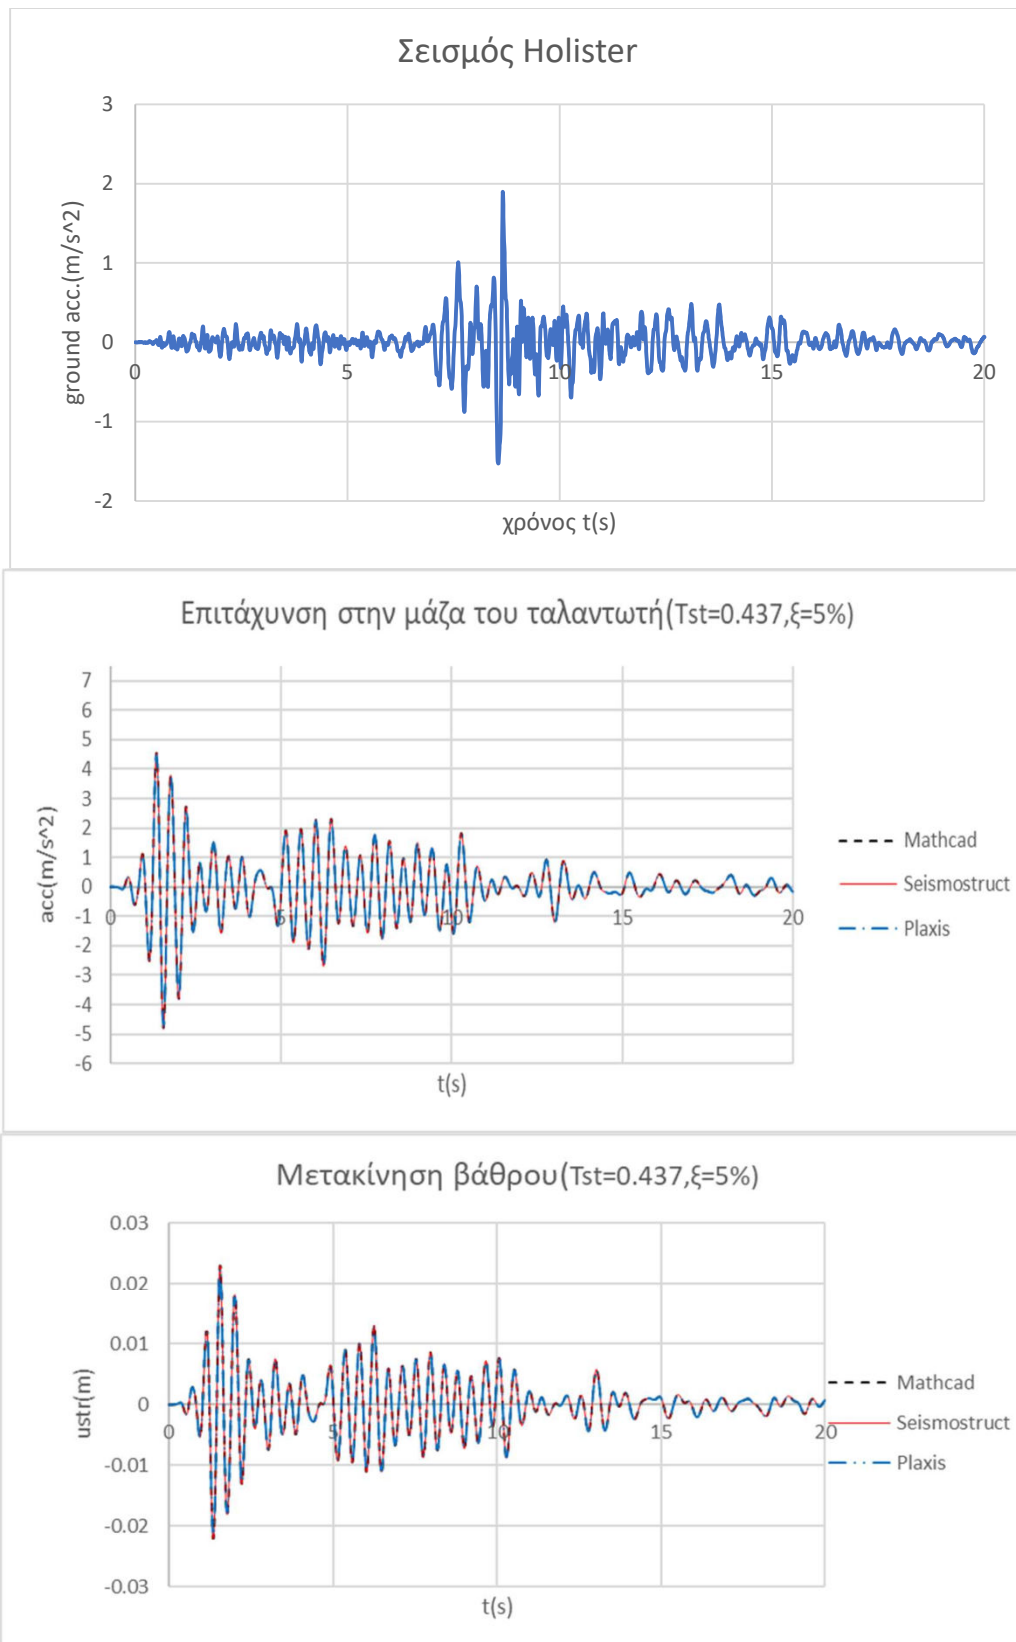 Σεισμός Holister
3
2
1
0
-1
-2
0
5
10
15
20
ground acc.(m/s^2)
χρόνος t(s)
Επιτάχυνση στην μάζα του ταλαντωτή(Tst=0.437,ξ=5%)
7
6
5
4
3
2
1
0
-1
-2
-3
-4
-5
-6
0
5
10
15
20
acc(m/s^2)
t(s)
Mathcad
Seismostruct
Plaxis
Μετακίνηση βάθρου(Tst=0.437,ξ=5%)
0.03
0.02
0.01
0
-0.01
-0.02
-0.03
0
5
10
15
20
ustr(m)
t(s)
Mathcad
Seismostruct
Plaxis